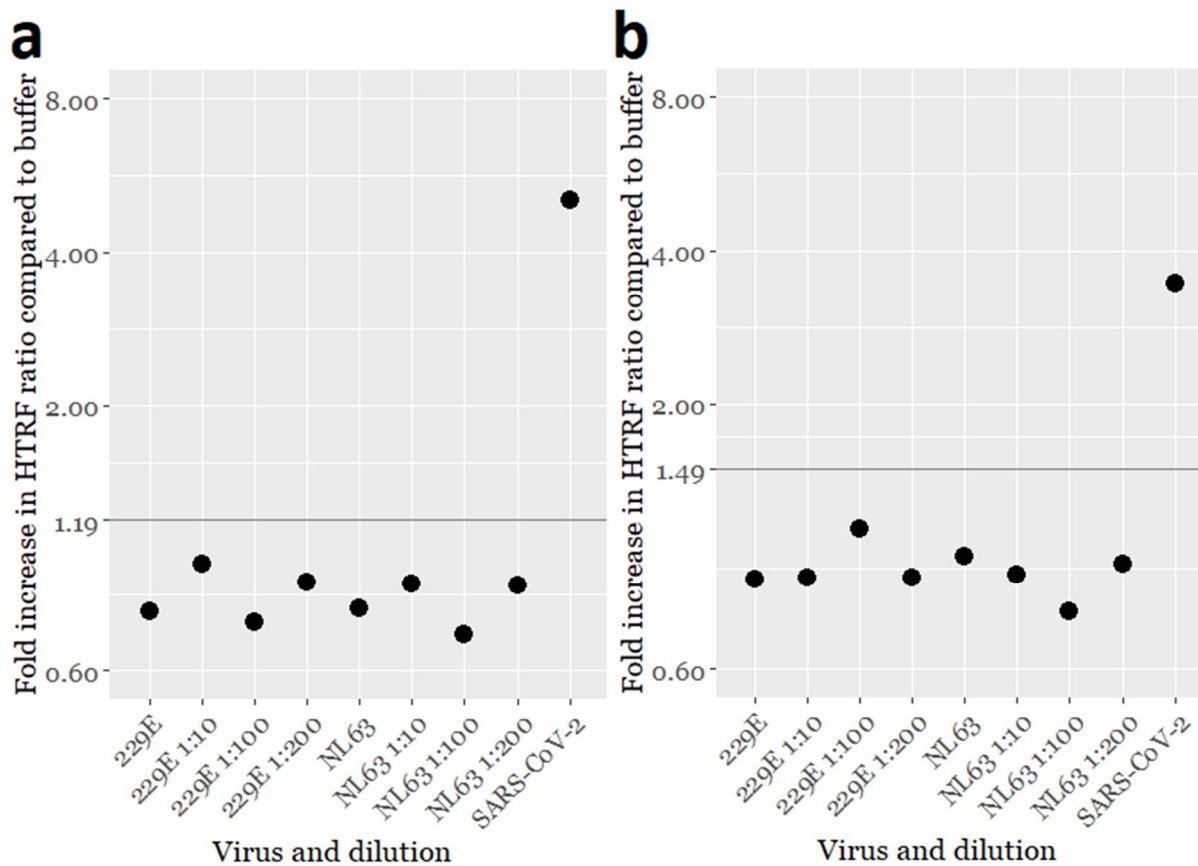 a
Fold increase in HTRF ratio compared to buffer
8.00
4.00
2.00
1.19
0.60
229E
229E 1:10
229E 1:100
229E 1:200
NL63
NL63 1:10
NL63 1:100
NL63 1:200
SARS-CoV-2
Virus and dilution
b
Fold increase in HTRF ratio compared to buffer
8.00
4.00
2.00
1.49
0.60
229E
229E 1:10
229E 1:100
229E 1:200
NL63
NL63 1:10
NL63 1:100
NL63 1:200
SARS-CoV-2
Virus and dilution